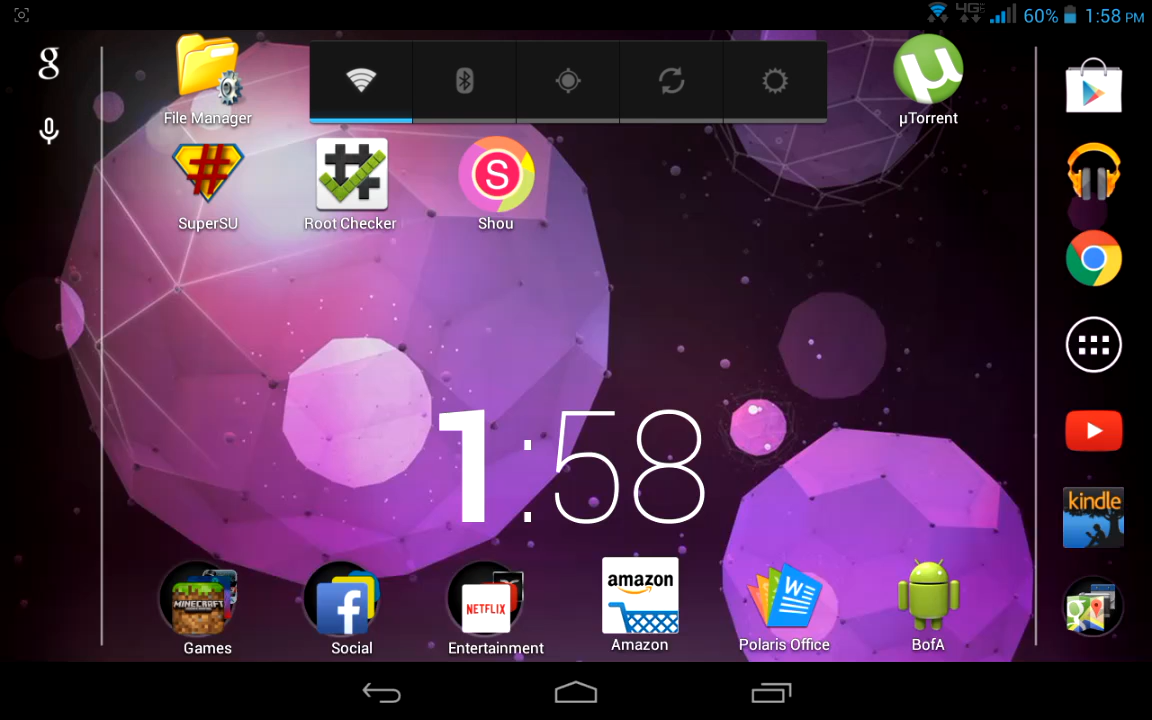 4G
60% 1:58 PM
g
File Manager
µ
µTorrent
#
SuperSU
Root Checker
S
Shou
kindle
1:58
MINECRAFT
Games
f
Social
NETFLIX
Entertainment
amazon
Amazon
W
Polaris Office
BofA
g